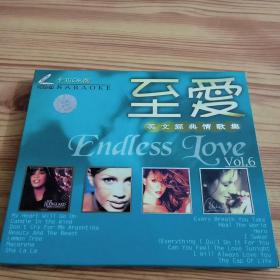 KARAOKE
至愛
英文經典情歌集
Endless Love
Vol.6
My Heart Will Go On
Candle In The Wind
Don't Cry For Me Argentina
Beauty And The Beast
Lemon Tree
Macarena
Sha La La
Every Breath You Take
Hero
Heal The World
I Swear
(Everything I Do) I Do It For You
Can You Feel The Love Tonight
I Will Always Love You
The Cup Of Life